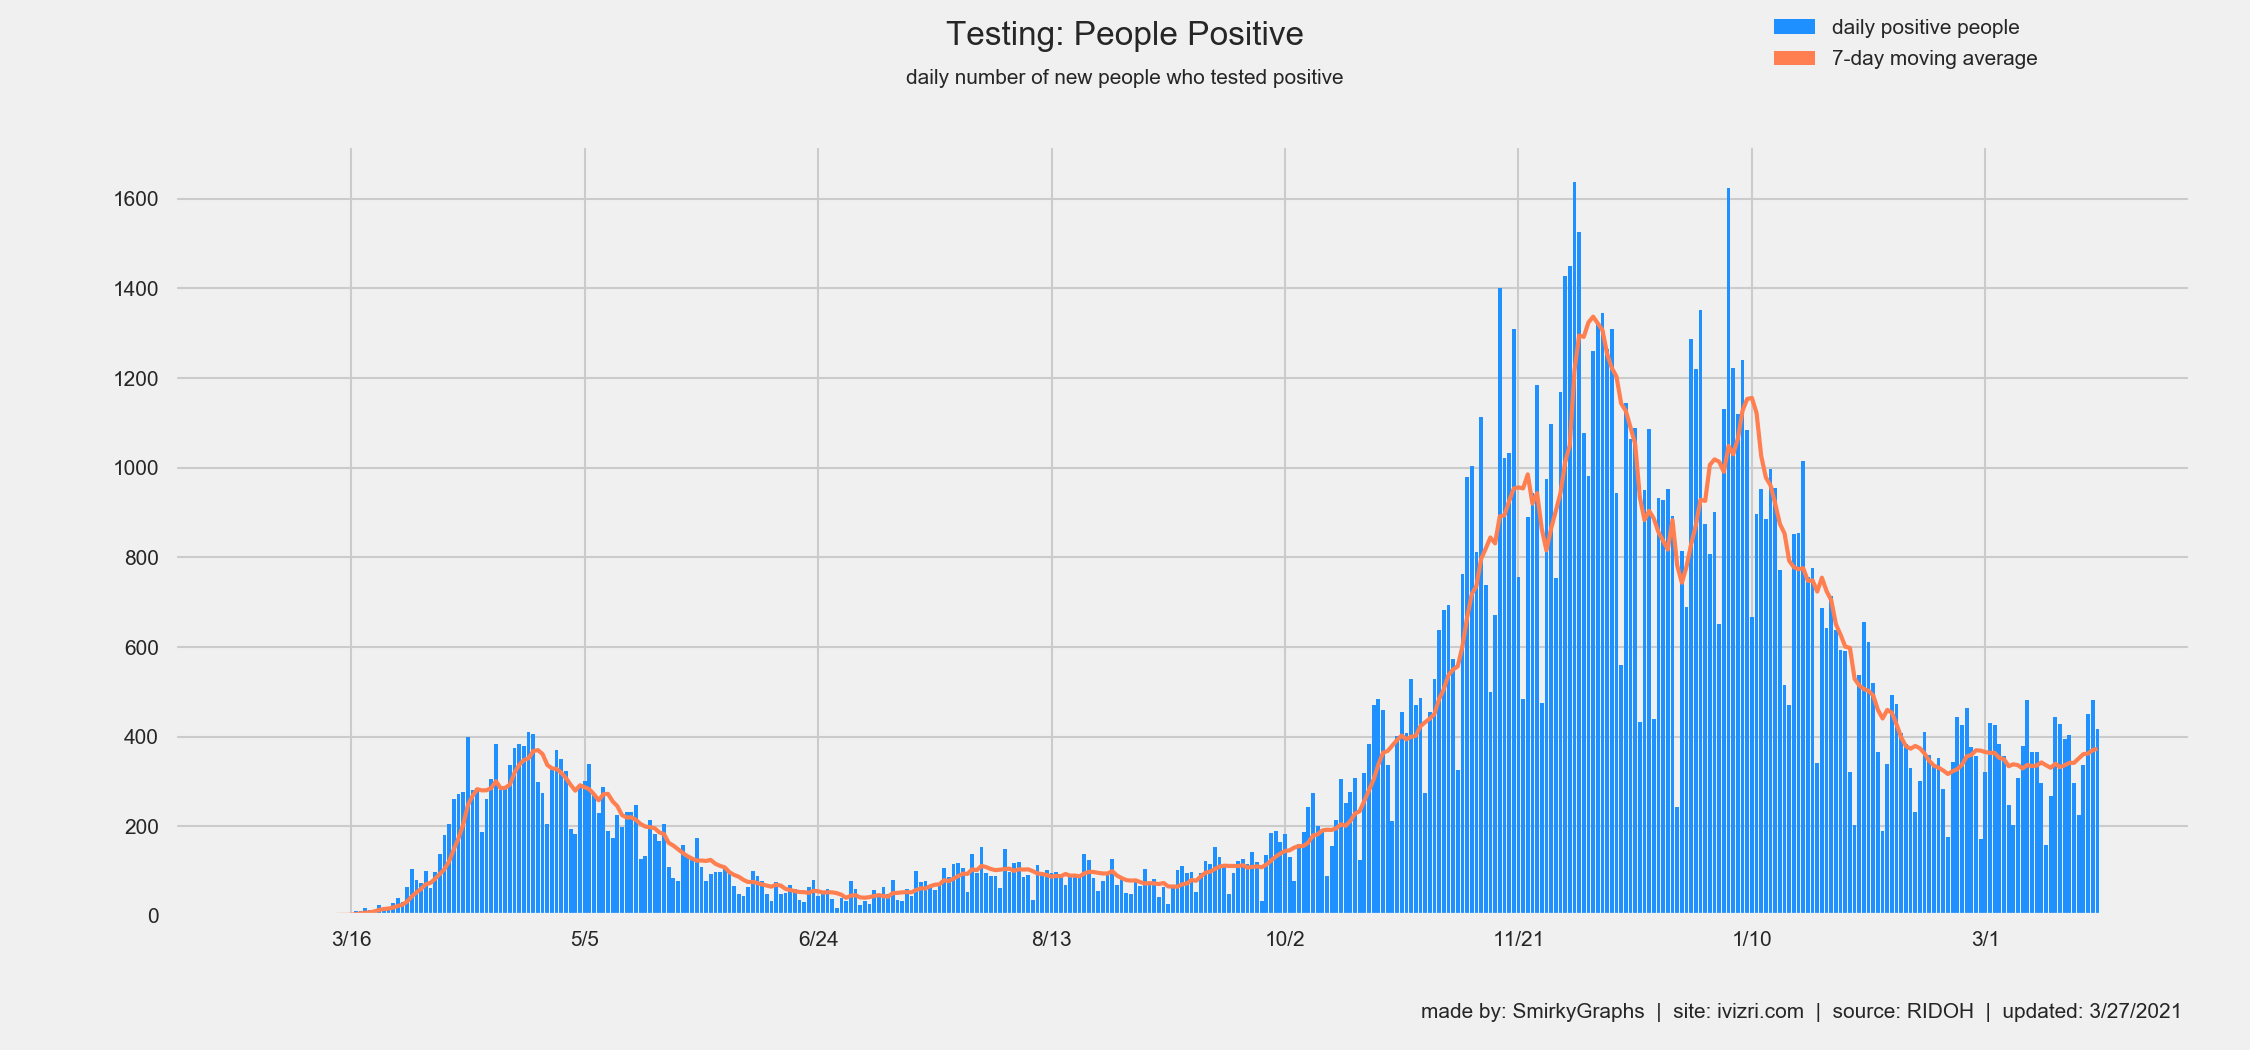 Testing: People Positive
daily number of new people who tested positive
daily positive people
7-day moving average
1600
1400
1200
1000
800
600
400
200
0
3/16 5/5 6/24 8/13 10/2 11/21 1/10 3/1
made by: SmirkyGraphs | site: ivizri.com | source: RIDOH | updated: 3/27/2021